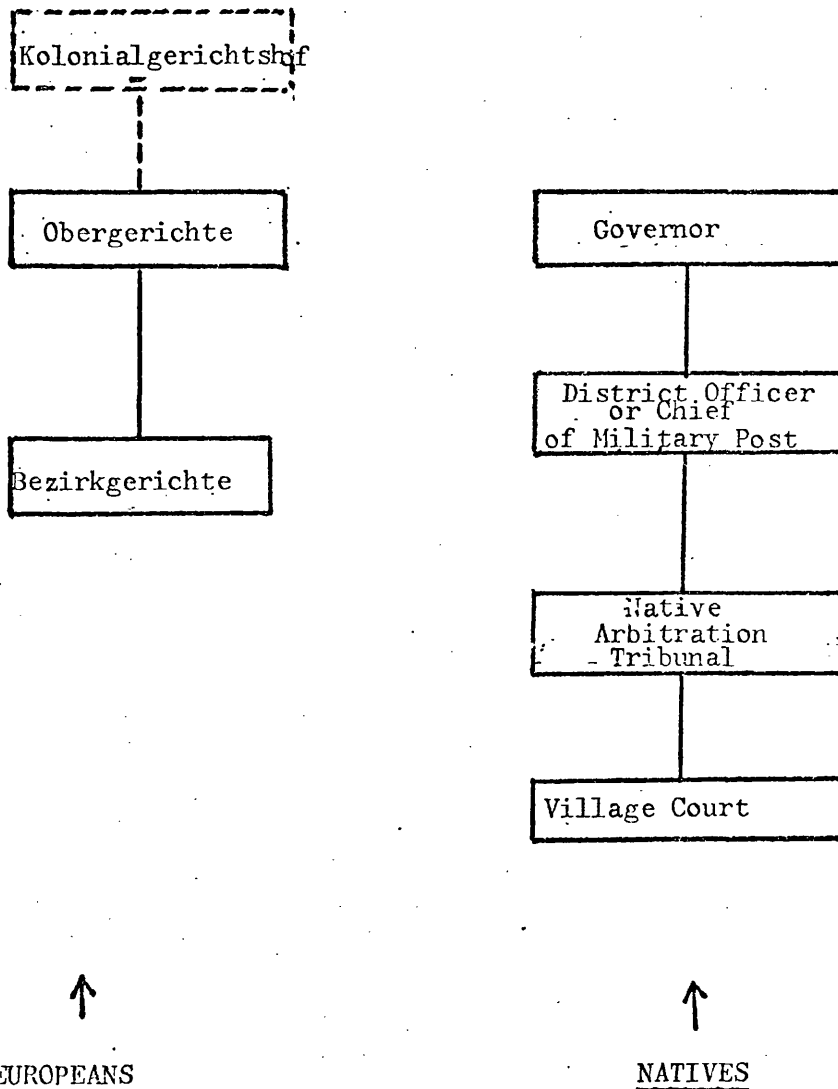 Kolonialgerichtshof
Obergerichte
Bezirkgerichte
EUROPEANS
Governor
District Officer
or Chief
of Military Post
Native
Arbitration
Tribunal
Village Court
NATIVES